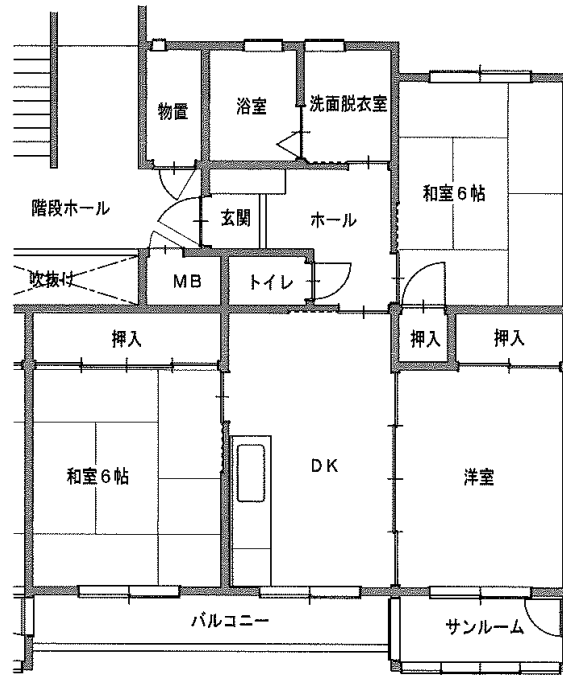 物置
浴室
洗面脱衣室
和室6帖
階段ホール
玄関
ホール
吹抜け
MB
トイレ
押入
押入
押入
和室6帖
DK
洋室
バルコニー
サンルーム